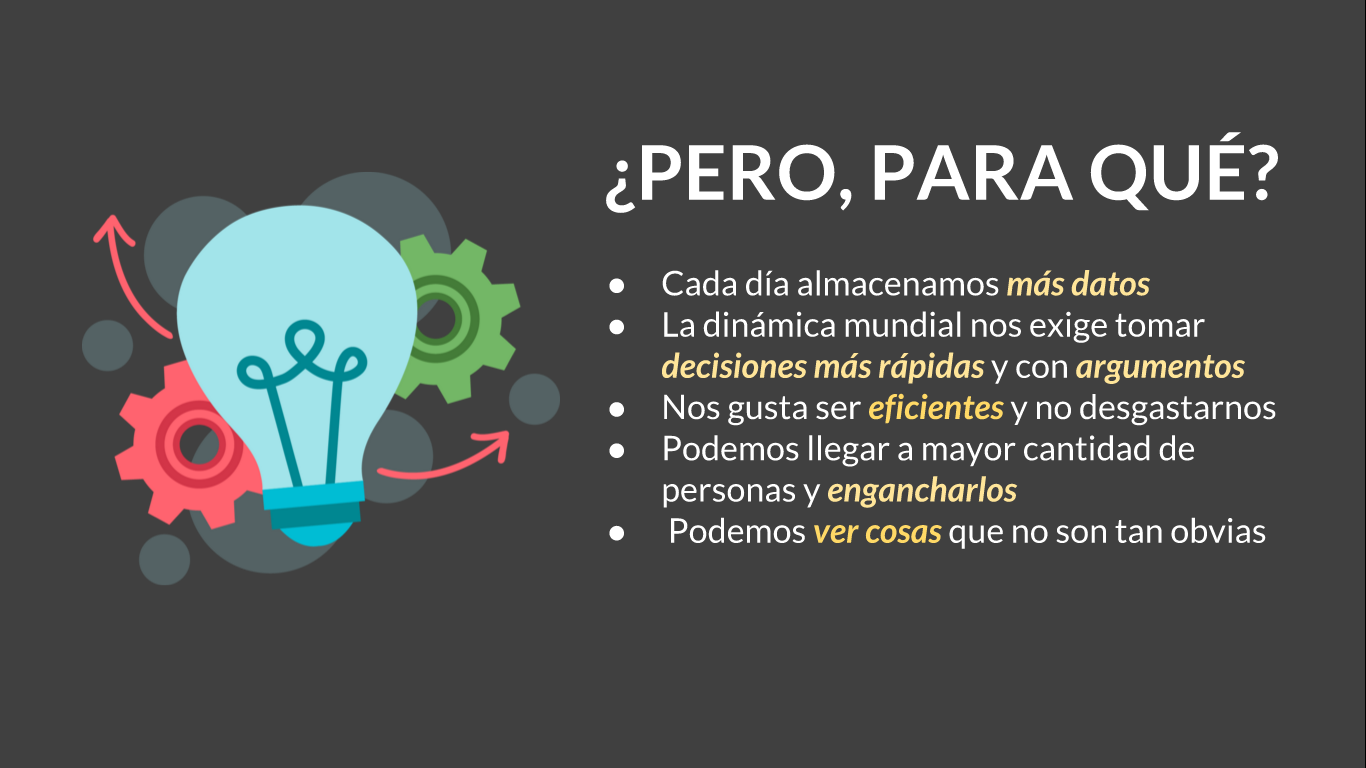 ¿PERO, PARA QUÉ?
● Cada día almacenamos más datos
● La dinámica mundial nos exige tomar
decisiones más rápidas y con argumentos
● Nos gusta ser eficientes y no desgastarnos
● Podemos llegar a mayor cantidad de
personas y engancharlos
● Podemos ver cosas que no son tan obvias